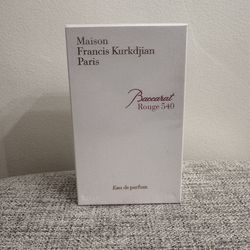 Maison
Francis Kurkdjian
Paris
Baccarat
Rouge 540
Eau de parfum